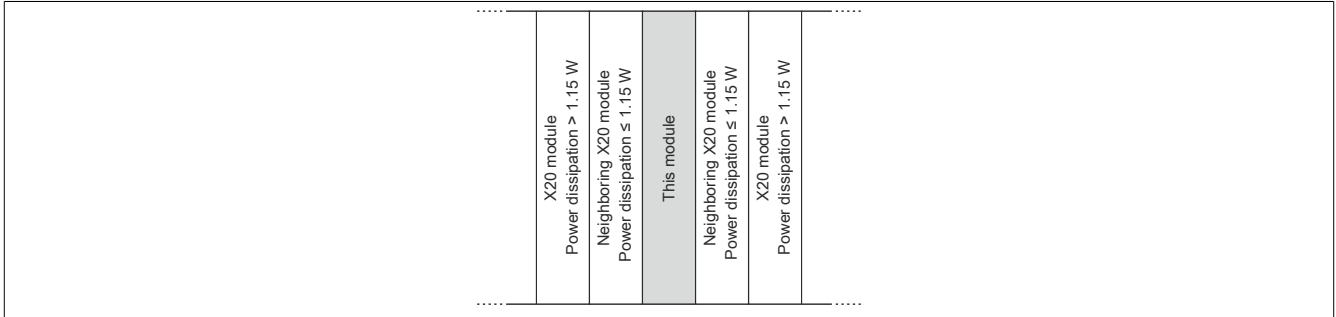 X20 module
Power dissipation > 1.15 W
Neighboring X20 module
Power dissipation ≤ 1.15 W
This module
Neighboring X20 module
Power dissipation ≤ 1.15 W
X20 module
Power dissipation > 1.15 W